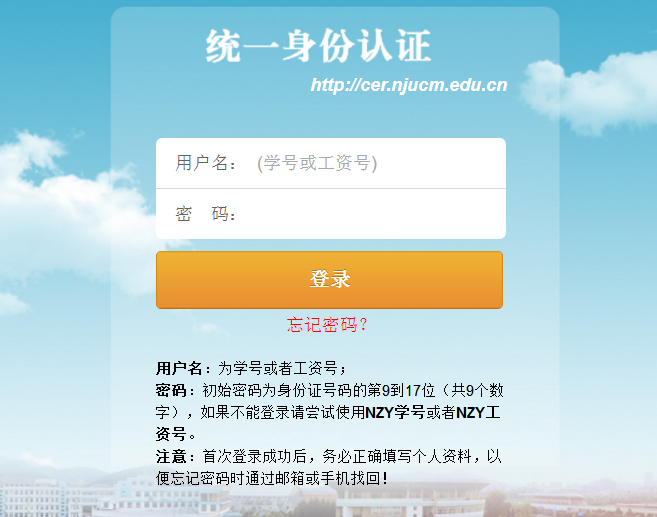 统一身份认证
http://cer.njucm.edu.cn
用户名： (学号或工资号)
密　码：
登录
忘记密码？
用户名：为学号或者工资号；
密码：初始密码为身份证号码的第9到17位（共9个数
字），如果不能登录请尝试使用NZY学号或者NZY工
资号。
注意：首次登录成功后，务必正确填写个人资料，以
便忘记密码时通过邮箱或手机找回！